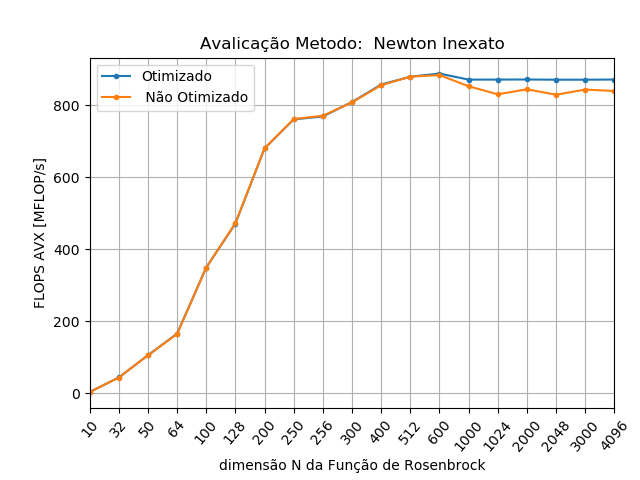 Avalicação Metodo:  Newton Inexato
Otimizado
Não Otimizado
FLOPS AVX [MFLOP/s]
800
600
400
200
0
10 32 50 64 100 128 200 250 256 300 400 512 600 1000 1024 2000 2048 3000 4096
dimensão N da Função de Rosenbrock